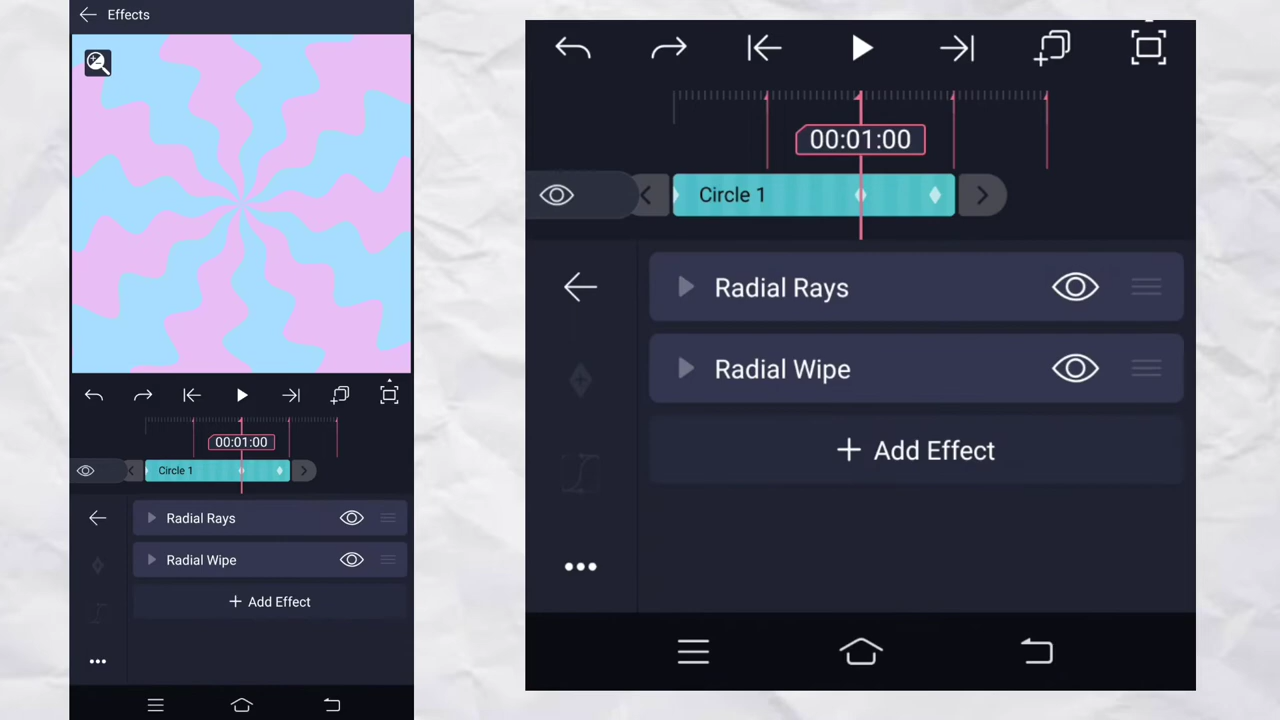 Effects
00:01:00
Circle 1
Radial Rays
Radial Wipe
+ Add Effect
00:01:00
Circle 1
Radial Rays
Radial Wipe
+ Add Effect